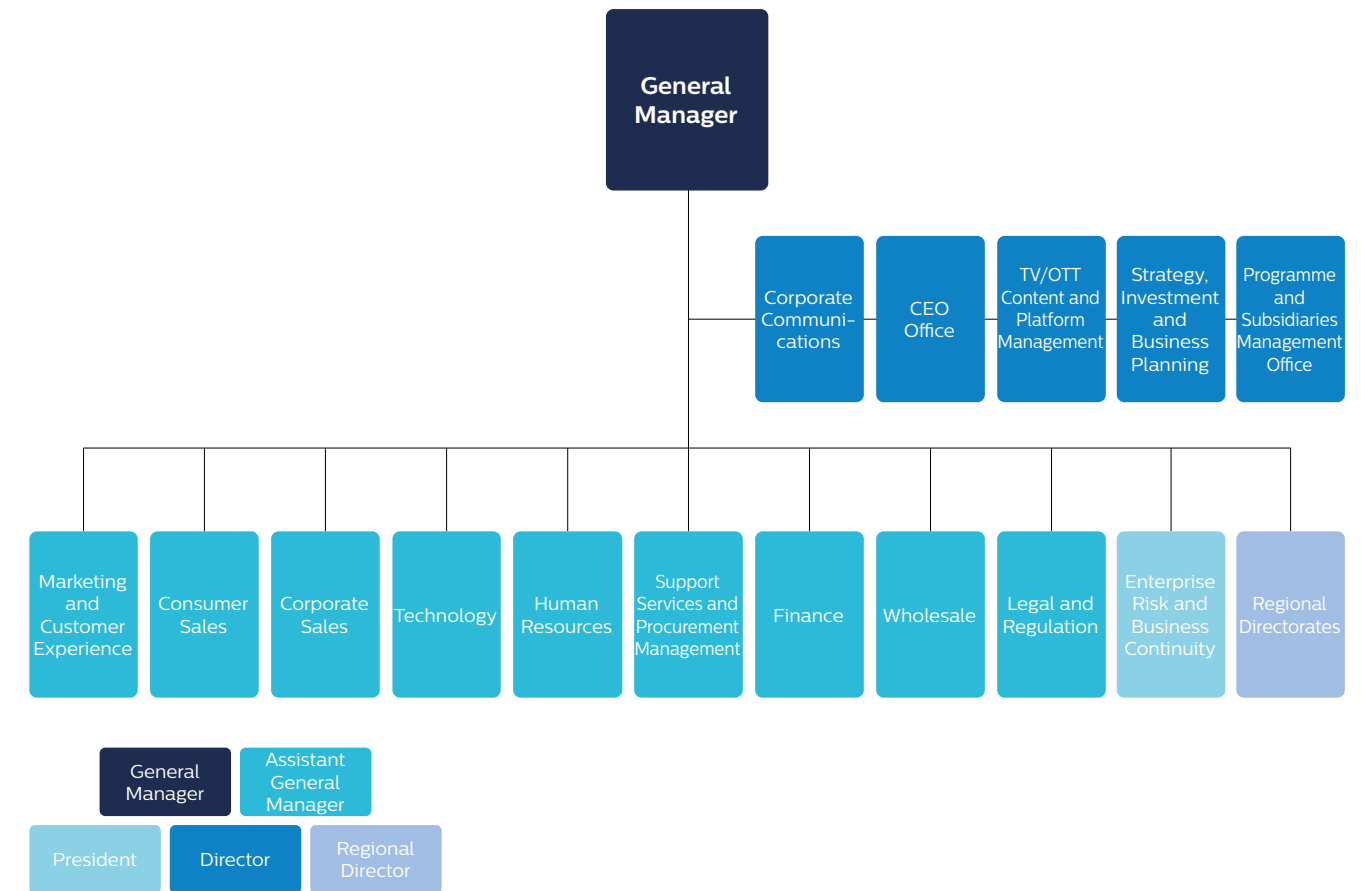 General
Manager
Corporate
Communi-
cations
CEO
Office
TV/OTT
Content and
Platform
Management
Strategy,
Investment
and
Business
Planning
Programme
and
Subsidiaries
Management
Office
Marketing
and
Customer
Experience
Consumer
Sales
Corporate
Sales
Technology
Human
Resources
Support
Services and
Procurement
Management
Finance
Wholesale
Legal and
Regulation
Enterprise
Risk and
Business
Continuity
Regional
Directorates
General
Manager
Assistant
General
Manager
President
Director
Regional
Director